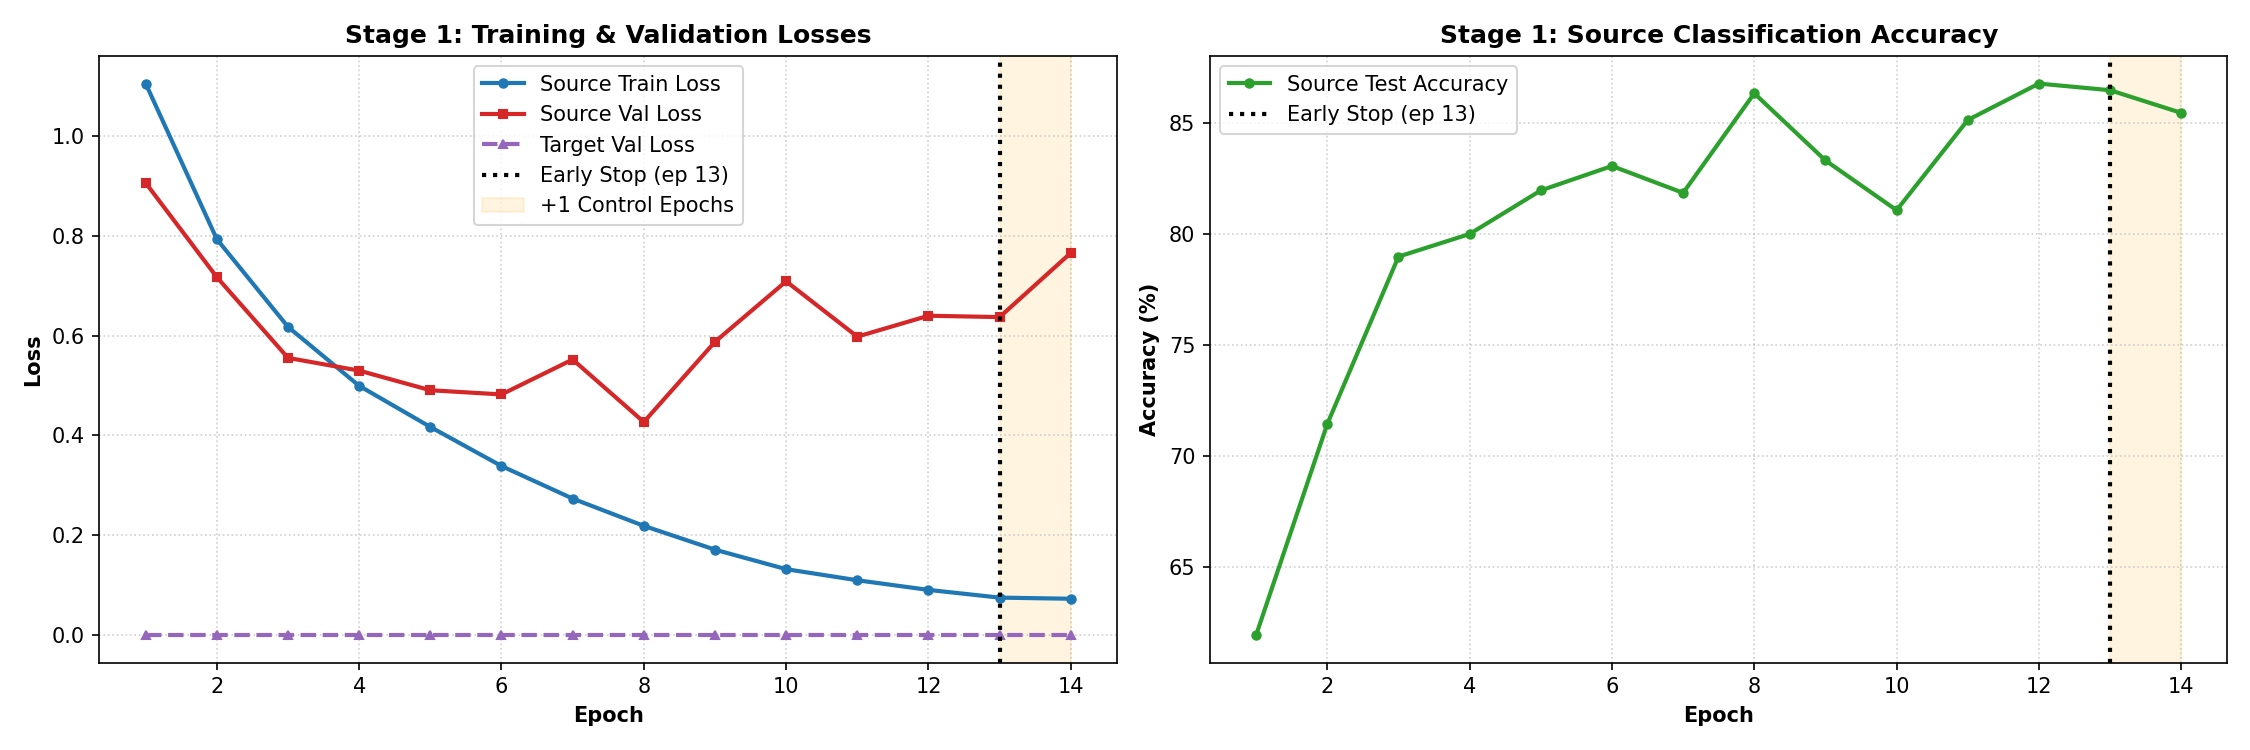 Stage 1: Training & Validation Losses
Source Train Loss
Source Val Loss
Target Val Loss
Early Stop (ep 13)
+1 Control Epochs
Loss
1.0
0.8
0.6
0.4
0.2
0.0
2 4 6 8 10 12 14
Epoch
Stage 1: Source Classification Accuracy
Source Test Accuracy
Early Stop (ep 13)
Accuracy (%)
85
80
75
70
65
2 4 6 8 10 12 14
Epoch